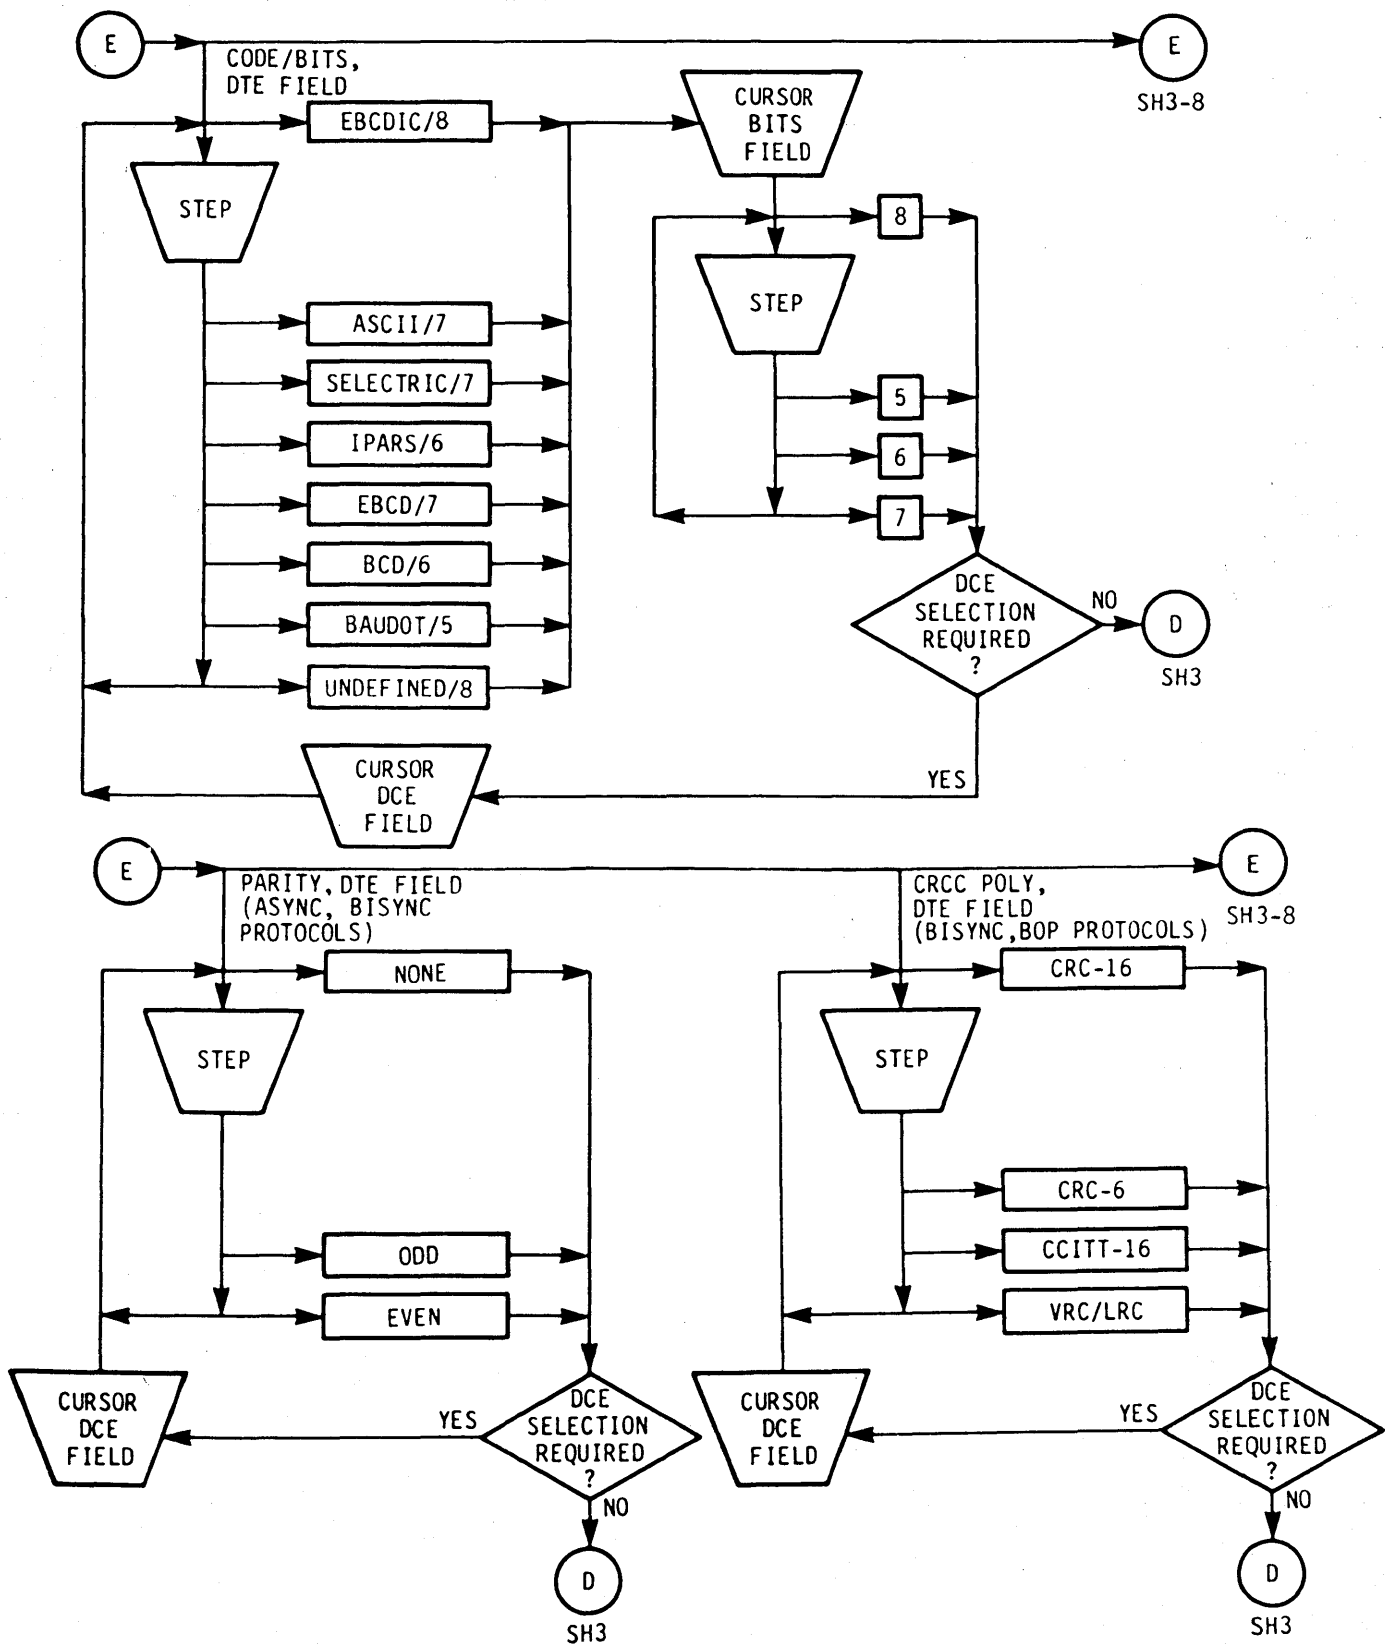 E
E
SH3-8
CODE/BITS,
DTE FIELD
EBCDIC/8
CURSOR
BITS
FIELD
STEP
8
STEP
ASCII/7
SELECTRIC/7
IPARS/6
EBCD/7
BCD/6
BAUDOT/5
UNDEFINED/8
5
6
7
DCE
SELECTION
REQUIRED
?
NO
D
SH3
YES
CURSOR
DCE
FIELD
E
E
SH3-8
PARITY, DTE FIELD
(ASYNC, BISYNC
PROTOCOLS)
NONE
STEP
ODD
EVEN
CURSOR
DCE
FIELD
YES
DCE
SELECTION
REQUIRED
?
NO
D
SH3
CRCC POLY,
DTE FIELD
(BISYNC,BOP PROTOCOLS)
CRC-16
STEP
CRC-6
CCITT-16
VRC/LRC
CURSOR
DCE
FIELD
YES
DCE
SELECTION
REQUIRED
?
NO
D
SH3